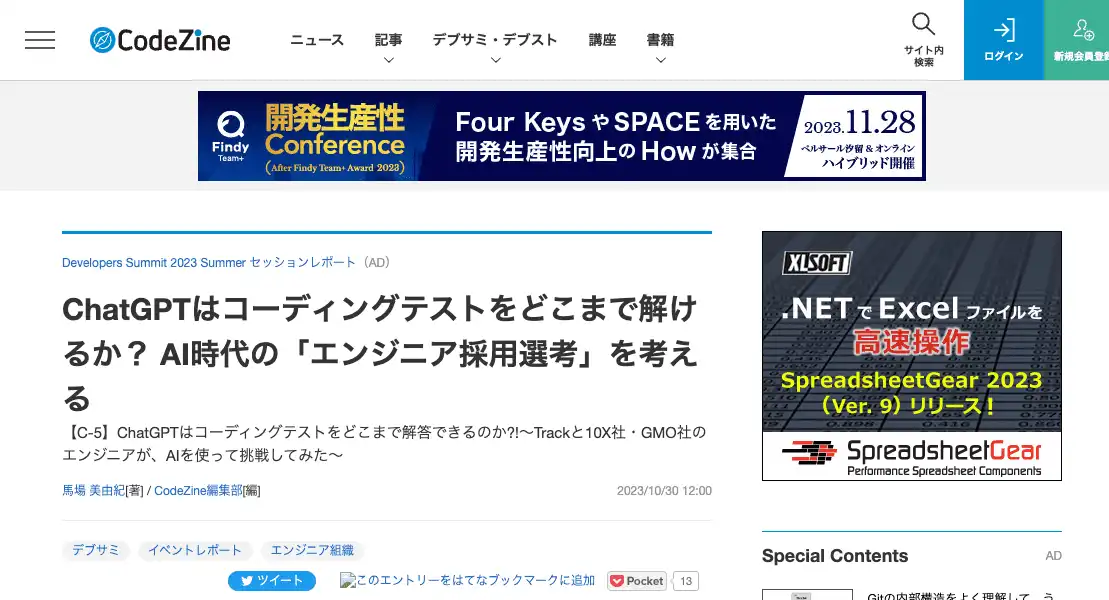 CodeZine
ニュース
記事
デブサミ・デブスト
講座
書籍
サイト内
検索
ログイン
新規会員登録
Findy
Team+
開発生産性
Conference
(After Findy Team+ Award 2023)
Four Keys や SPACE を用いた
開発生産性向上の How が集合
2023.11.28
ベルサール汐留 & オンライン
ハイブリッド開催
Developers Summit 2023 Summer セッションレポート（AD）
ChatGPTはコーディングテストをどこまで解け
るか？ AI時代の「エンジニア採用選考」を考え
る
【C-5】ChatGPTはコーディングテストをどこまで解答できるのか?!～Trackと10X社・GMO社の
エンジニアが、AIを使って挑戦してみた～
馬場 美由紀[著] / CodeZine編集部[編]
2023/10/30 12:00
デブサミ
イベントレポート
エンジニア組織
ツイート
このエントリーをはてなブックマークに追加
Pocket
13
XLSOFT
.NET で Excel ファイルを
高速操作
SpreadsheetGear 2023
（Ver. 9）リリース！
SpreadsheetGear
Performance Spreadsheet Components
Special Contents
AD
Gitの内部構造をよく理解して、う